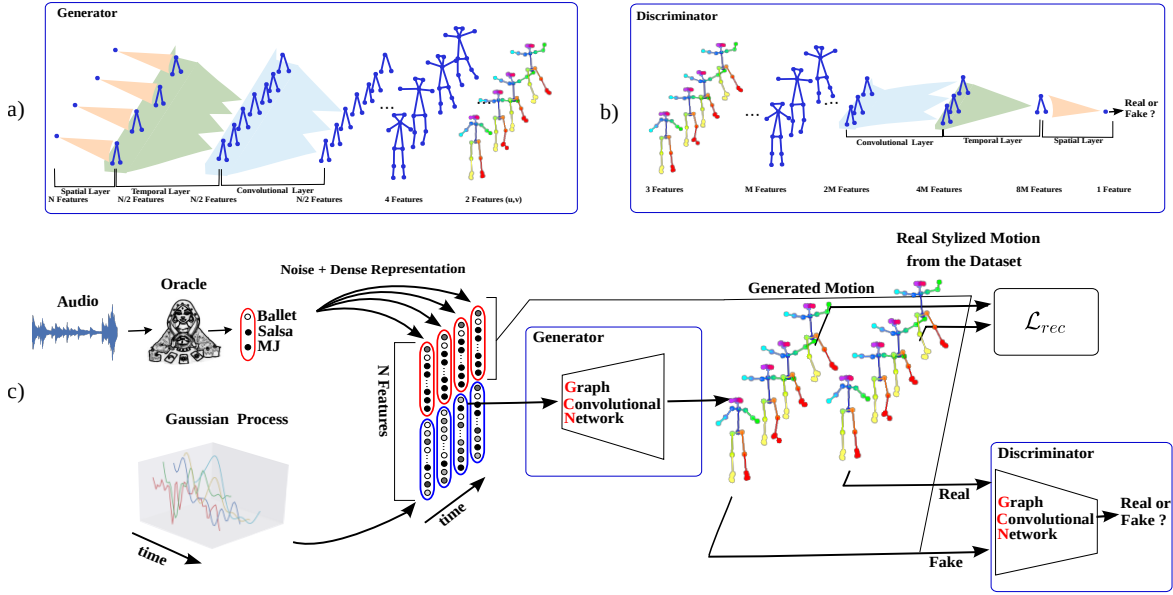 a)
Generator
...
...
Spatial Layer
Temporal Layer
Convolutional Layer
N Features
N/2 Features
N/2 Features
N/2 Features
4 Features
2 Features (u,v)
b)
Discriminator
...
...
Real or
Fake ?
Convolutional Layer
Temporal Layer
Spatial Layer
3 Features
M Features
2M Features
4M Features
8M Features
1 Feature
c)
Audio
Oracle
Ballet
Salsa
MJ
Noise + Dense Representation
N Features
Gaussian Process
time
time
Generator
Graph
Convolutional
Network
Generated Motion
Real Stylized Motion
from the Dataset
ℒrec
Real
Fake
Discriminator
Graph
Convolutional
Network
Real or
Fake ?